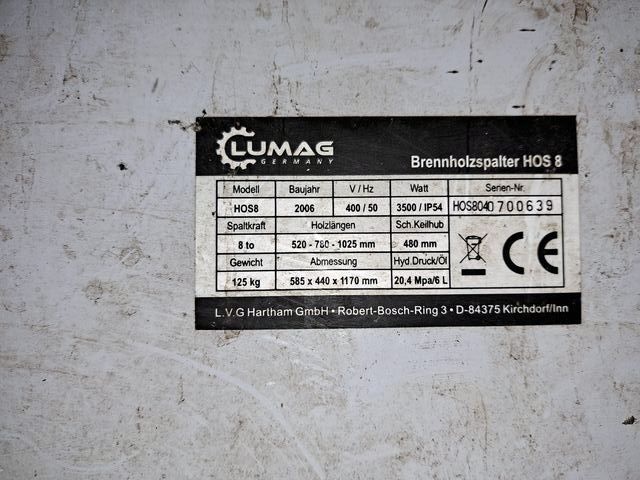 LUMAG
GERMANY
Brennholzspalter HOS 8
Modell Baujahr V / Hz Watt Serien-Nr.
HOS8 2006 400 / 50 3500 / IP54 HOS8040700639
Spaltkraft Holzlängen Sch.Keilhub
8 to 520 - 780 - 1025 mm 480 mm
Gewicht Abmessung Hyd.Druck/Öl
125 kg 585 x 440 x 1170 mm 20,4 Mpa/6 L
CE
L.V.G Hartham GmbH • Robert-Bosch-Ring 3 • D-84375 Kirchdorf/Inn